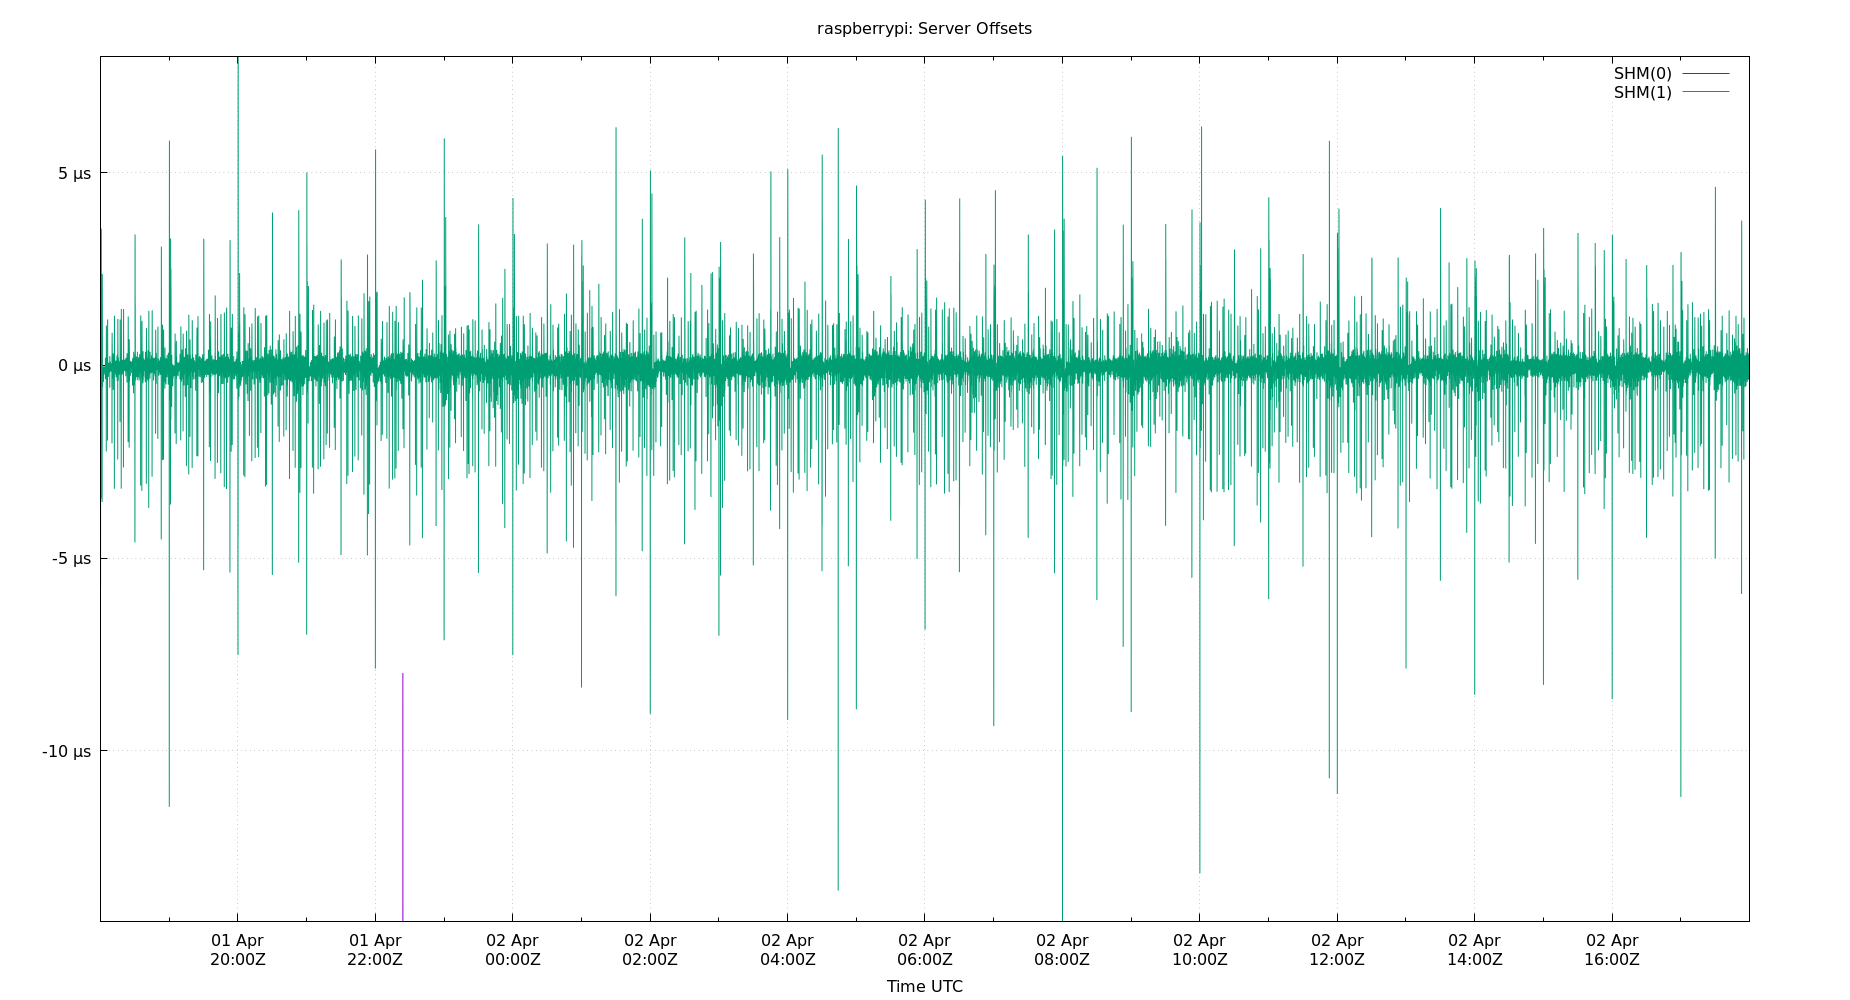 raspberrypi: Server Offsets
SHM(0)
SHM(1)
5 µs
0 µs
-5 µs
-10 µs
01 Apr 01 Apr 02 Apr 02 Apr 02 Apr 02 Apr 02 Apr 02 Apr 02 Apr 02 Apr 02 Apr
20:00Z 22:00Z 00:00Z 02:00Z 04:00Z 06:00Z 08:00Z 10:00Z 12:00Z 14:00Z 16:00Z
Time UTC